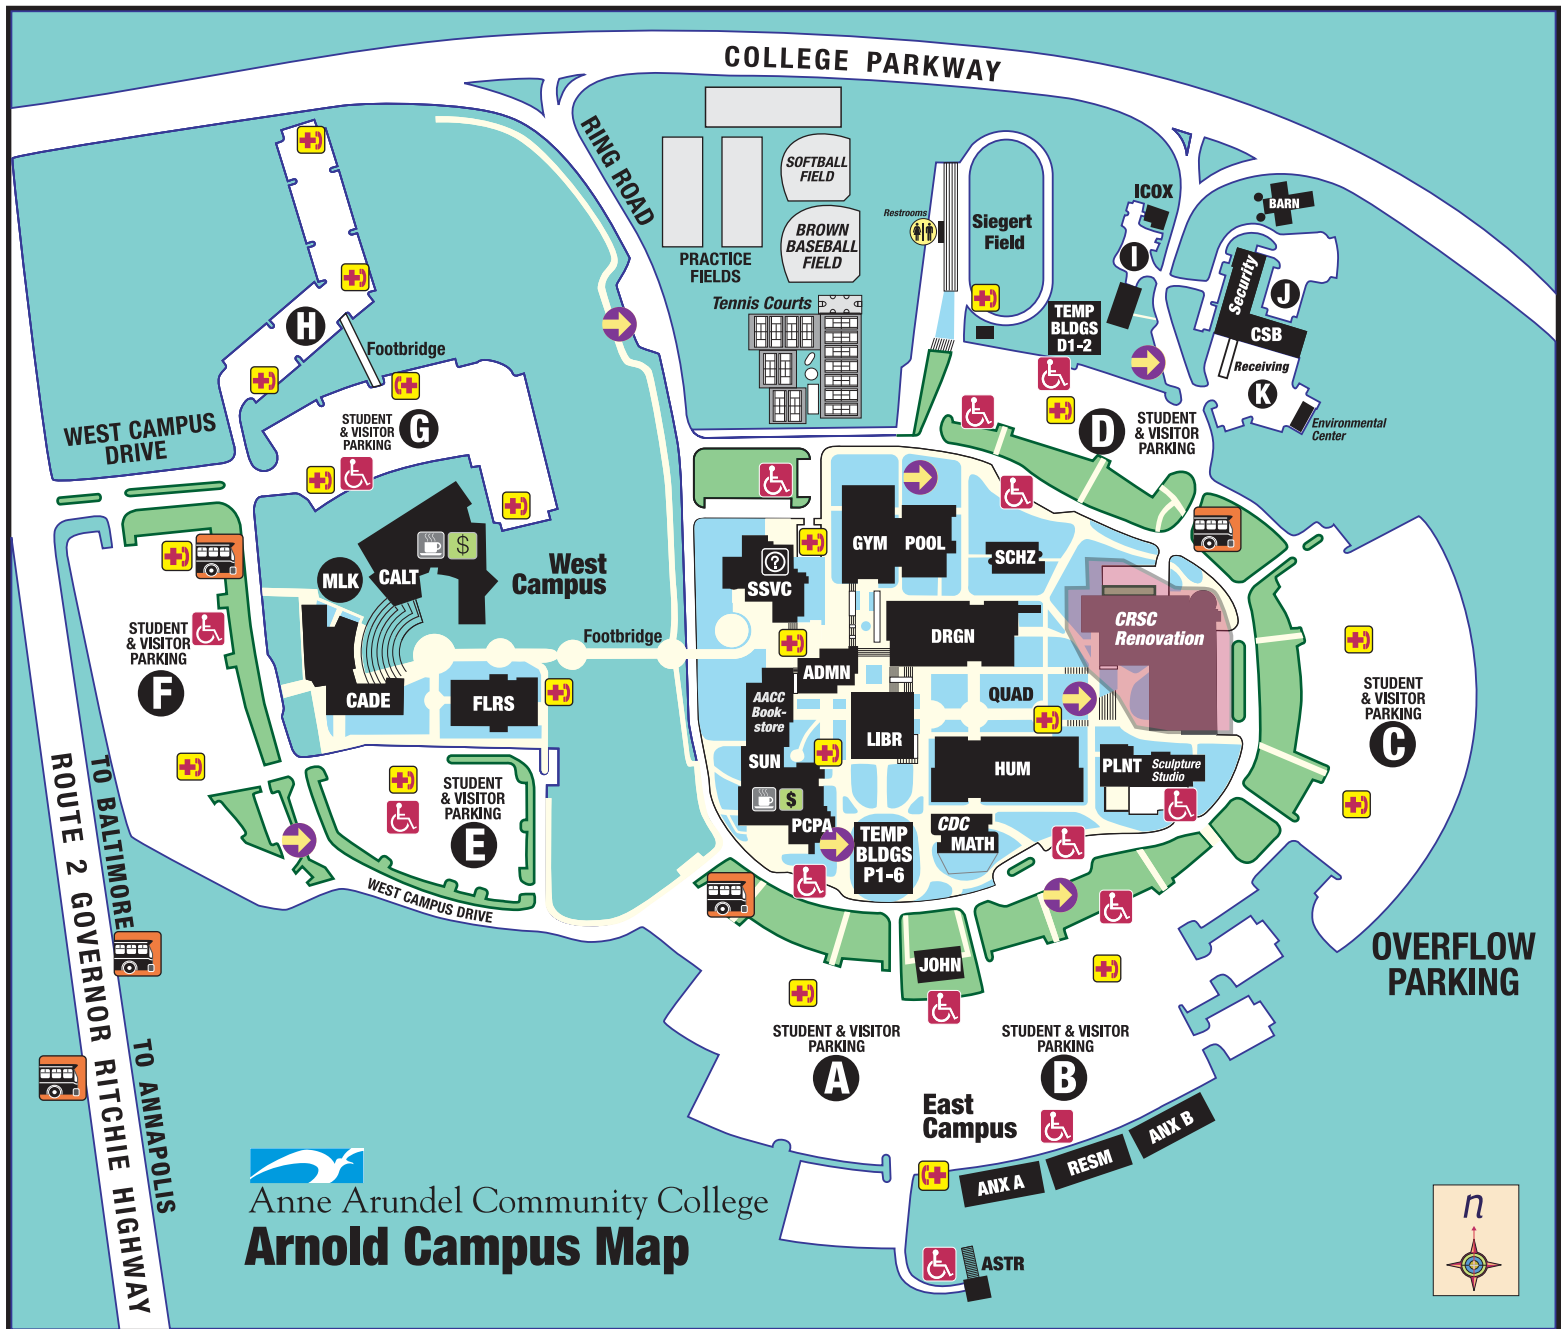 COLLEGE PARKWAY
RING ROAD
SOFTBALL
FIELD
BROWN
BASEBALL
FIELD
PRACTICE
FIELDS
Tennis Courts
Restrooms
Siegert
Field
ICOX
BARN
I
Security
J
CSB
Receiving
K
Environmental
Center
TEMP
BLDGS
D1-2
D
STUDENT
& VISITOR
PARKING
H
Footbridge
STUDENT
& VISITOR
PARKING
G
WEST CAMPUS
DRIVE
MLK
CALT
$
West
Campus
STUDENT
& VISITOR
PARKING
F
CADE
FLRS
Footbridge
?
SSVC
GYM
POOL
SCHZ
DRGN
CRSC
Renovation
ADMN
AACC
Book-
store
QUAD
LIBR
SUN
HUM
PLNT
Sculpture
Studio
$
PCPA
TEMP
BLDGS
P1-6
CDC
MATH
STUDENT
& VISITOR
PARKING
C
STUDENT
& VISITOR
PARKING
E
WEST CAMPUS DRIVE
TO BALTIMORE
ROUTE 2 GOVERNOR RITCHIE HIGHWAY
TO ANNAPOLIS
JOHN
OVERFLOW
PARKING
STUDENT & VISITOR
PARKING
A
STUDENT & VISITOR
PARKING
B
East
Campus
ANX A
RESM
ANX B
ASTR
Anne Arundel Community College
Arnold Campus Map
n